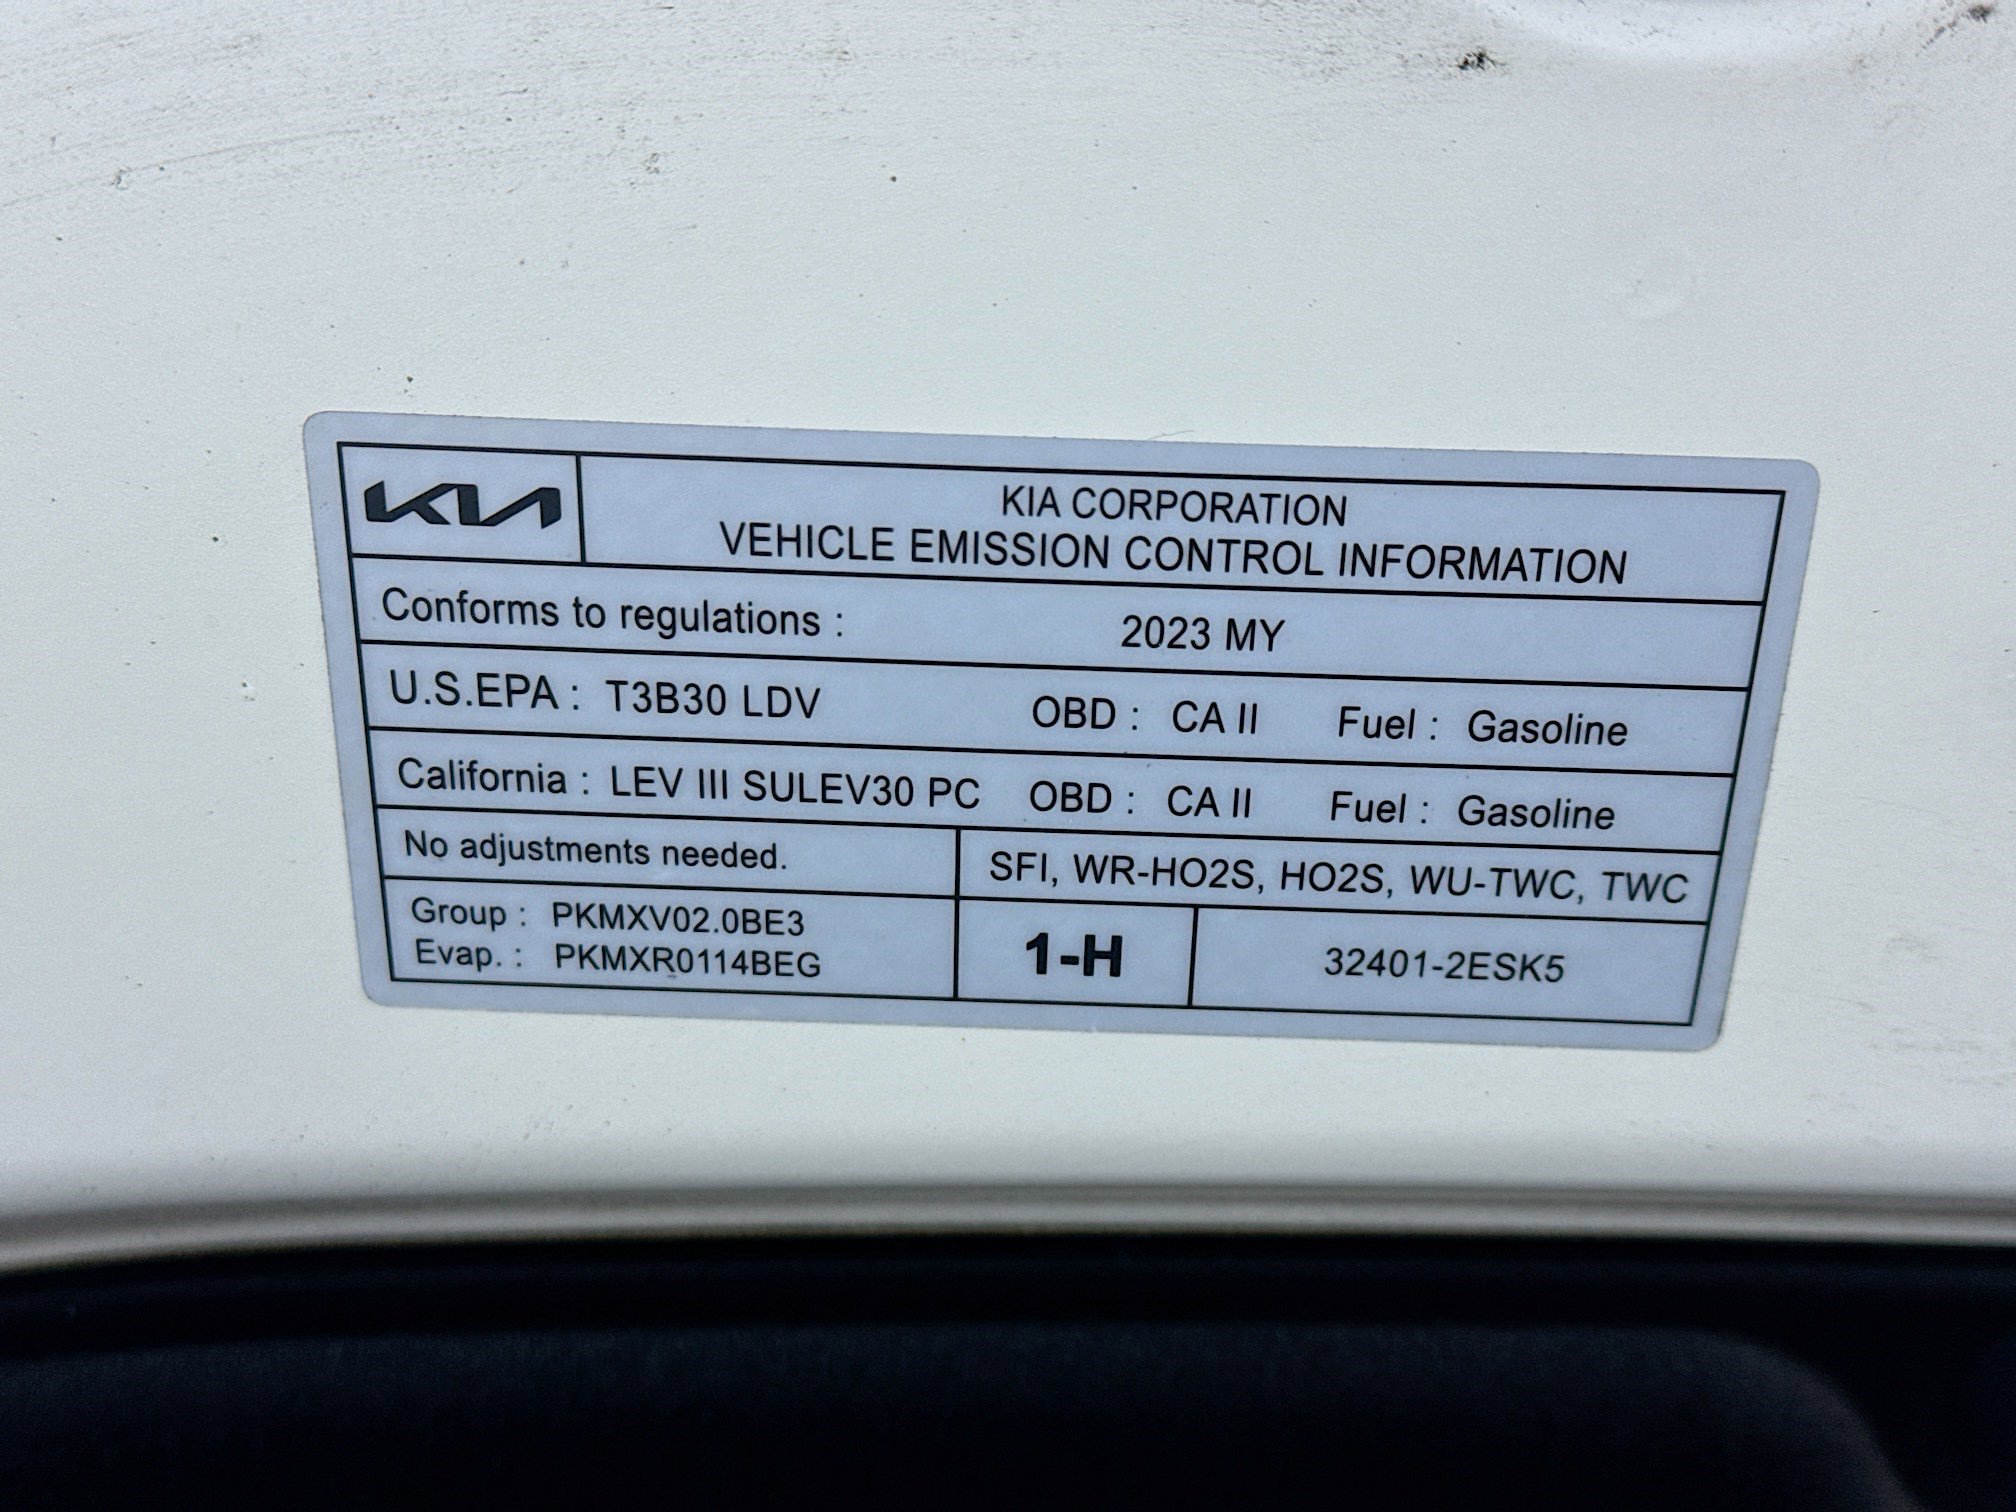 KIA
KIA CORPORATION
VEHICLE EMISSION CONTROL INFORMATION
Conforms to regulations : 2023 MY
U.S.EPA : T3B30 LDV OBD : CA II Fuel : Gasoline
California : LEV III SULEV30 PC OBD : CA II Fuel : Gasoline
No adjustments needed.
SFI, WR-HO2S, HO2S, WU-TWC, TWC
Group : PKMXV02.0BE3
Evap. : PKMXR0114BEG
1-H
32401-2ESK5